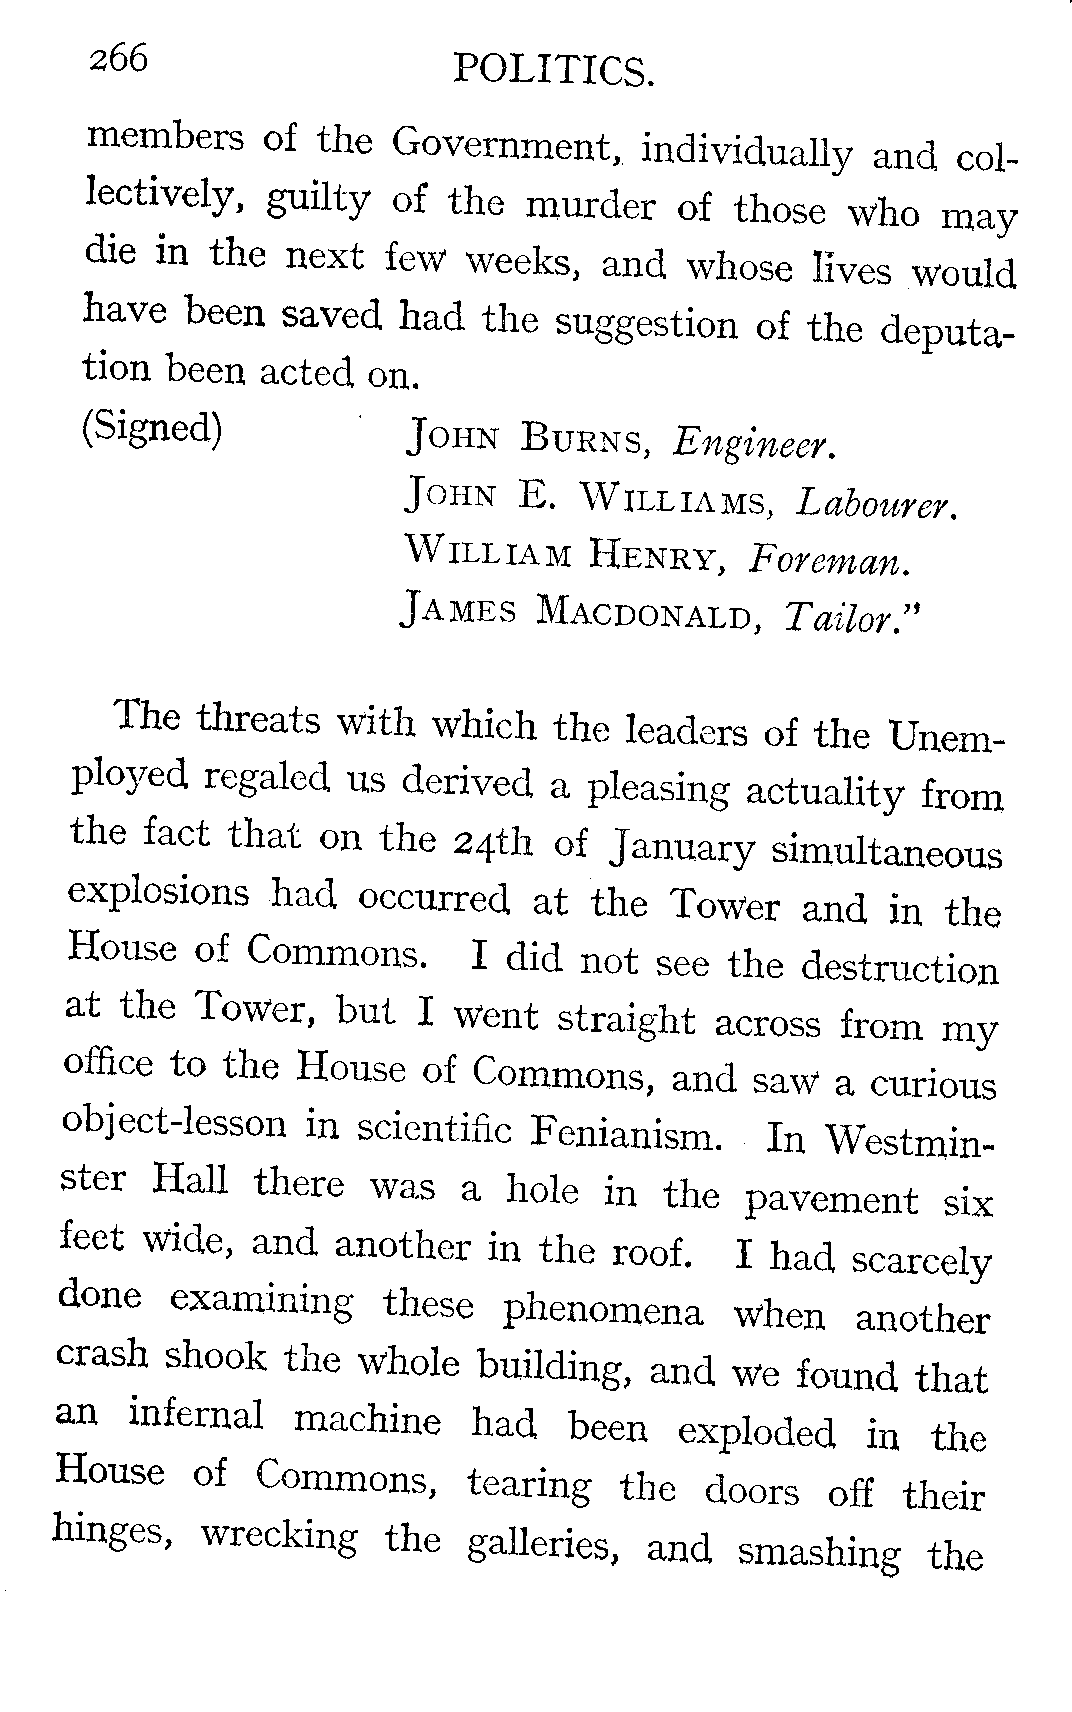 266 POLITICS.
members of the Government, individually and col-
lectively, guilty of the murder of those who may
die in the next few weeks, and whose lives would
have been saved had the suggestion of the deputa-
tion been acted on.
(Signed) JOHN BURNS, Engineer.
JOHN E. WILLIAMS, Labourer.
WILLIAM HENRY, Foreman.
JAMES MACDONALD, Tailor."
The threats with which the leaders of the Unem-
ployed regaled us derived a pleasing actuality from
the fact that on the 24th of January simultaneous
explosions had occurred at the Tower and in the
House of Commons. I did not see the destruction
at the Tower, but I went straight across from my
office to the House of Commons, and saw a curious
object-lesson in scientific Fenianism. In Westmin-
ster Hall there was a hole in the pavement six
feet wide, and another in the roof. I had scarcely
done examining these phenomena when another
crash shook the whole building, and we found that
an infernal machine had been exploded in the
House of Commons, tearing the doors off their
hinges, wrecking the galleries, and smashing the